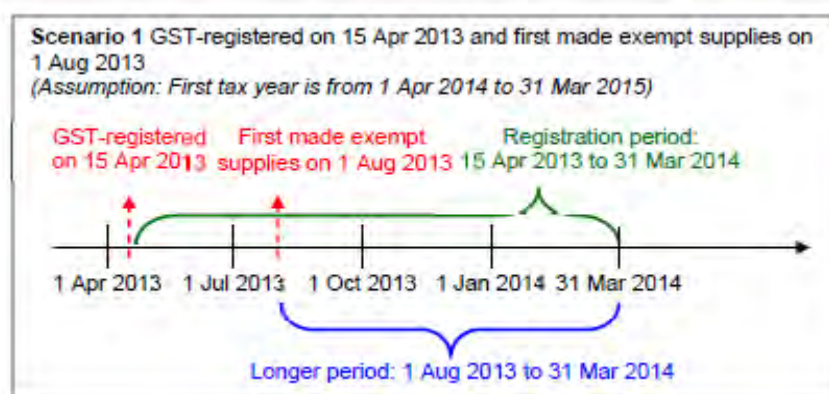 Scenario 1 GST-registered on 15 Apr 2013 and first made exempt supplies on
1 Aug 2013
(Assumption: First tax year is from 1 Apr 2014 to 31 Mar 2015)
GST-registered
on 15 Apr 2013
First made exempt
supplies on 1 Aug 2013
Registration period:
15 Apr 2013 to 31 Mar 2014
1 Apr 2013 1 Jul 2013 1 Oct 2013 1 Jan 2014 31 Mar 2014
Longer period: 1 Aug 2013 to 31 Mar 2014